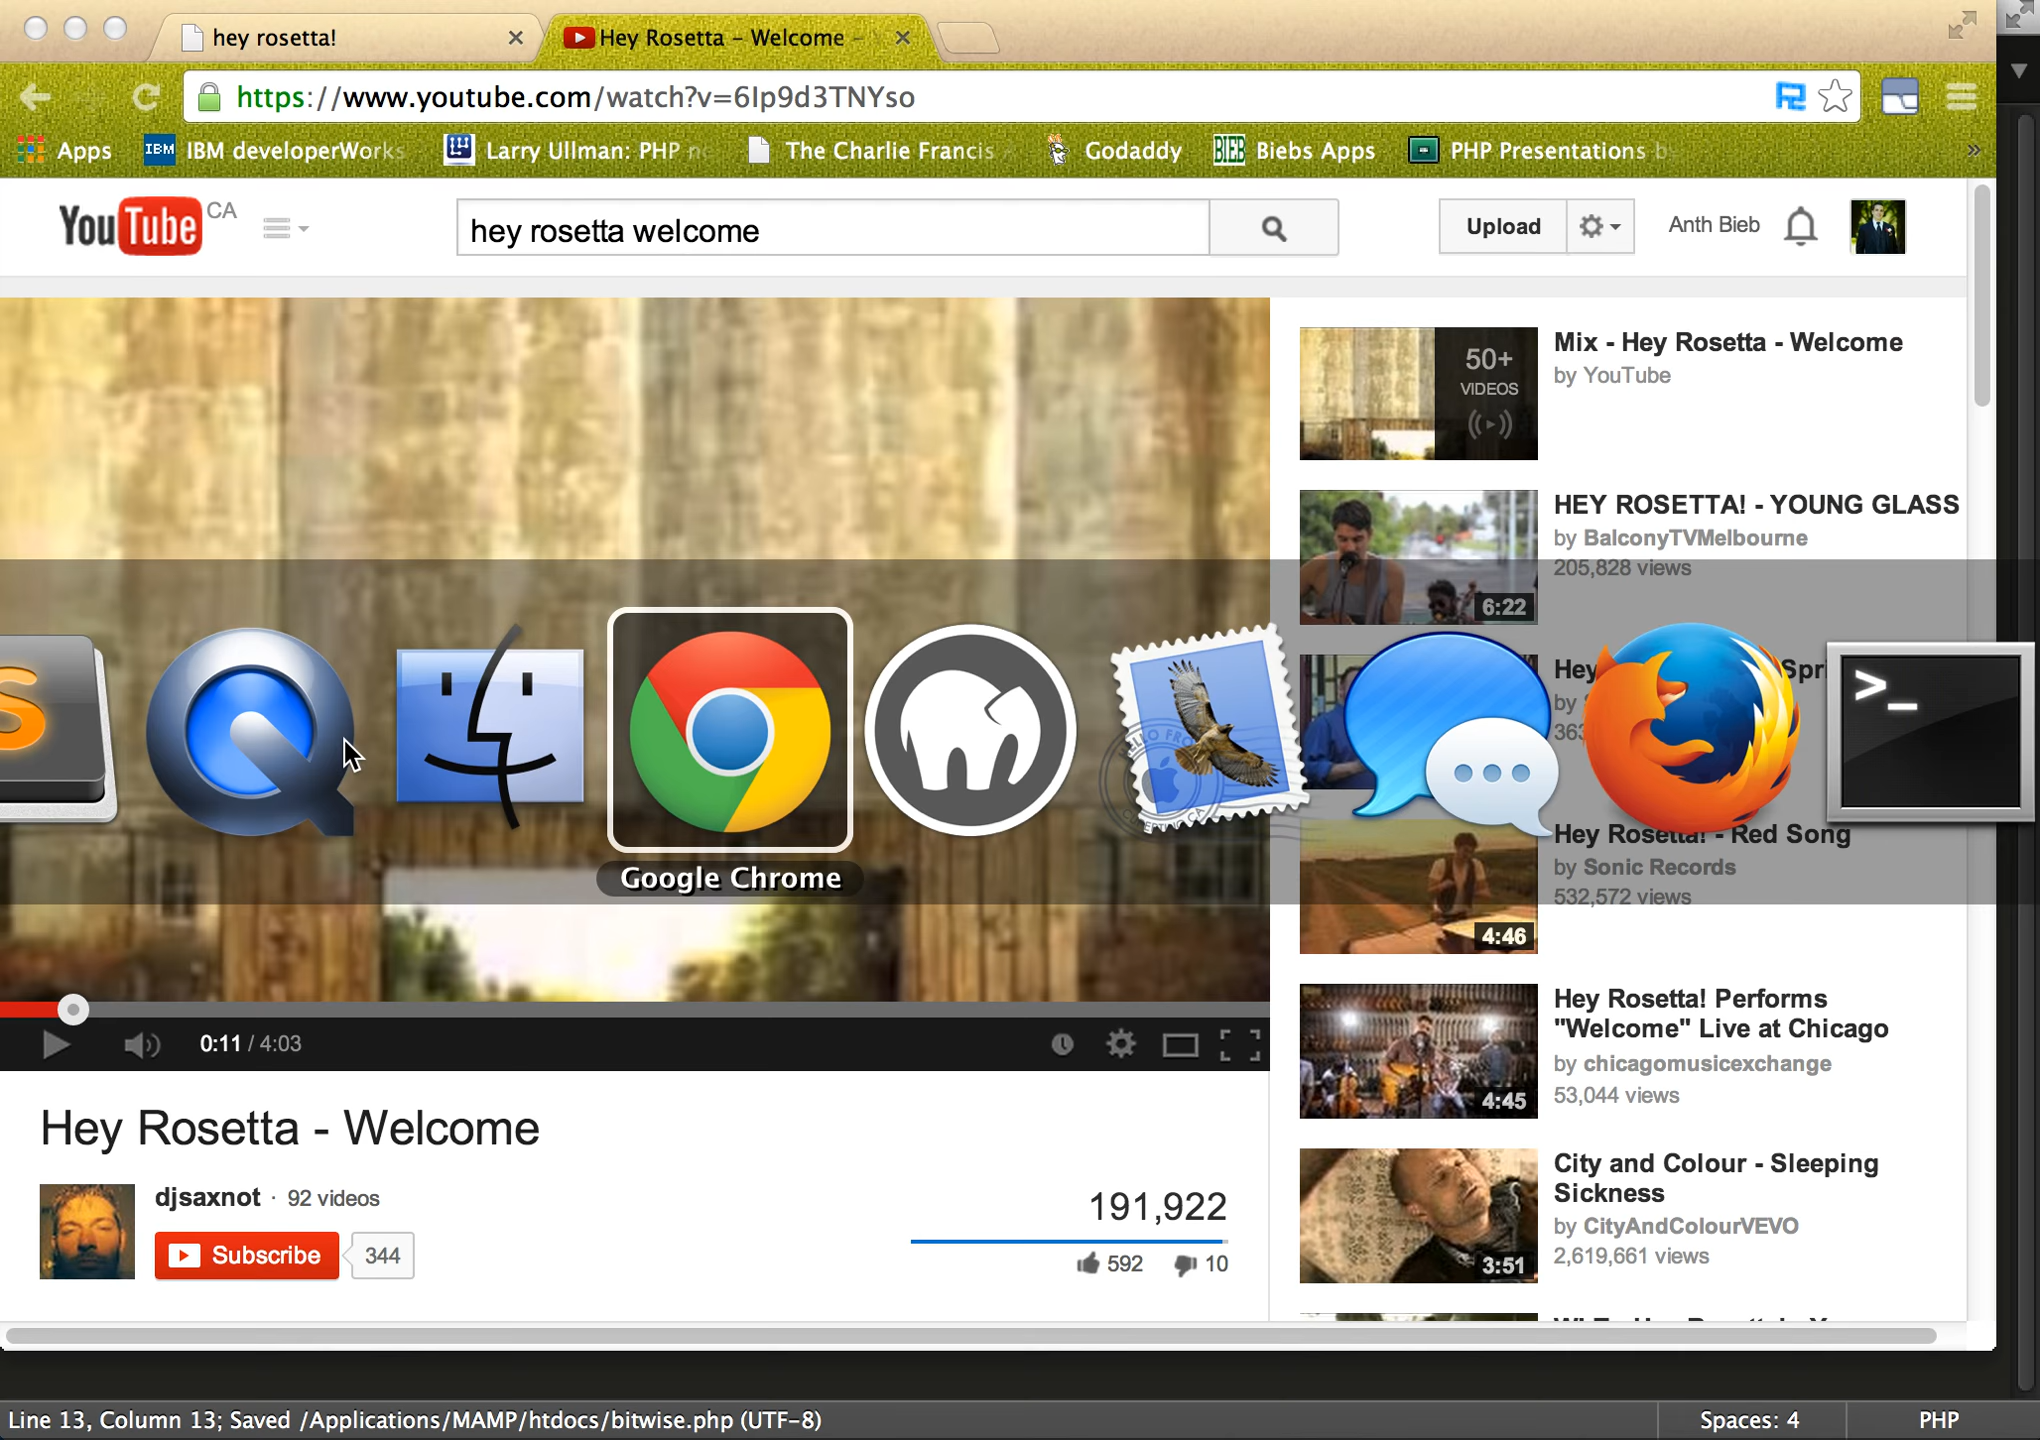 hey rosetta!
Hey Rosetta – Welcome –
https://www.youtube.com/watch?v=6Ip9d3TNYso
Apps
IBM
IBM developerWorks
Larry Ullman: PHP
The Charlie Francis
Godaddy
BIEB
Biebs Apps
PHP Presentations
»
YouTube CA
hey rosetta welcome
Upload
Anth Bieb
50+
VIDEOS
Mix - Hey Rosetta - Welcome
by YouTube
6:22
HEY ROSETTA! - YOUNG GLASS
by BalconyTVMelbourne
205,828 views
Hey
Spri
by
363
Google Chrome
>_
4:46
Hey Rosetta! - Red Song
by Sonic Records
532,572 views
0:11 / 4:03
4:45
Hey Rosetta! Performs
"Welcome" Live at Chicago
by chicagomusicexchange
53,044 views
Hey Rosetta - Welcome
djsaxnot · 92 videos
Subscribe
344
191,922
592
10
3:51
City and Colour - Sleeping
Sickness
by CityAndColourVEVO
2,619,661 views
Line 13, Column 13; Saved /Applications/MAMP/htdocs/bitwise.php (UTF-8)
Spaces: 4
PHP